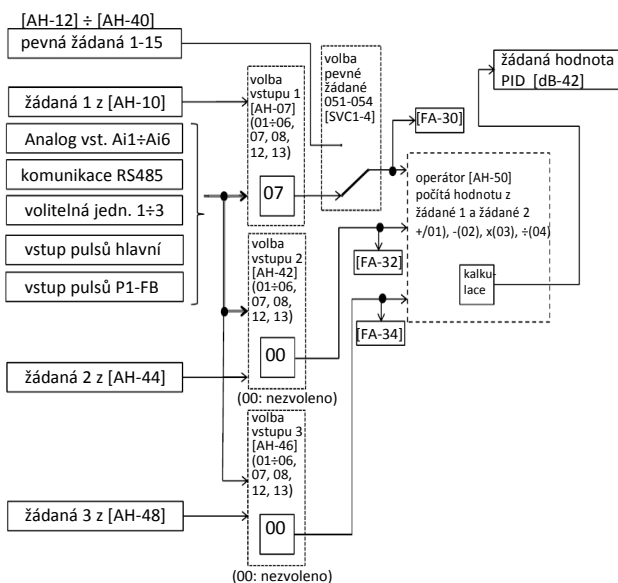 [AH-12] ÷ [AH-40]
pevná žádaná 1-15
žádaná 1 z [AH-10]
Analog vst. Ai1÷Ai6
komunikace RS485
volitelná jedn. 1÷3
vstup pulsů hlavní
vstup pulsů P1-FB
žádaná 2 z [AH-44]
žádaná 3 z [AH-48]
volba
vstupu 1
[AH-07]
(01÷06,
07, 08,
12, 13)
07
volba
vstupu 2
[AH-42]
(01÷06,
07, 08,
12, 13)
00
(00: nezvoleno)
volba
vstupu 3
[AH-46]
(01÷06,
07, 08,
12, 13)
00
(00: nezvoleno)
volba
pevné
žádané
051-054
[SVC1-4]
[FA-30]
[FA-32]
[FA-34]
žádaná hodnota
PID [dB-42]
operátor [AH-50]
počítá hodnotu z
žádané 1 a žádané 2
+/01), -(02), x(03), ÷(04)
kalku-
lace